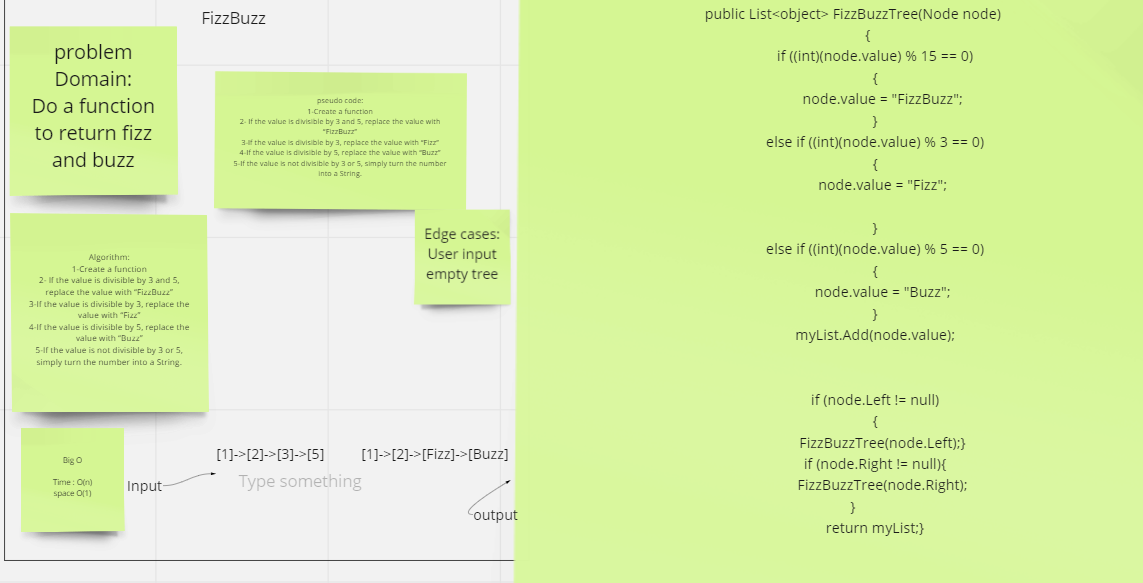 FizzBuzz
problem
Domain:
Do a function
to return fizz
and buzz
pseudo code:
1-Create a function
2- If the value is divisible by 3 and 5, replace the value with
“FizzBuzz”
3-If the value is divisible by 3, replace the value with “Fizz”
4-If the value is divisible by 5, replace the value with “Buzz”
5-If the value is not divisible by 3 or 5, simply turn the number
into a String.
Edge cases:
User input
empty tree
Algorithm:
1-Create a function
2- If the value is divisible by 3 and 5,
replace the value with “FizzBuzz”
3-If the value is divisible by 3, replace the
value with “Fizz”
4-If the value is divisible by 5, replace the
value with “Buzz”
5-If the value is not divisible by 3 or 5,
simply turn the number into a String.
Big O
Time : O(n)
space O(1)
Input
[1]->[2]->[3]->[5]
[1]->[2]->[Fizz]->[Buzz]
Type something
output
public List<object> FizzBuzzTree(Node node)
{
if ((int)(node.value) % 15 == 0)
{
node.value = "FizzBuzz";
}
else if ((int)(node.value) % 3 == 0)
{
node.value = "Fizz";
}
else if ((int)(node.value) % 5 == 0)
{
node.value = "Buzz";
}
myList.Add(node.value);
if (node.Left != null)
{
FizzBuzzTree(node.Left);}
if (node.Right != null){
FizzBuzzTree(node.Right);
}
return myList;}